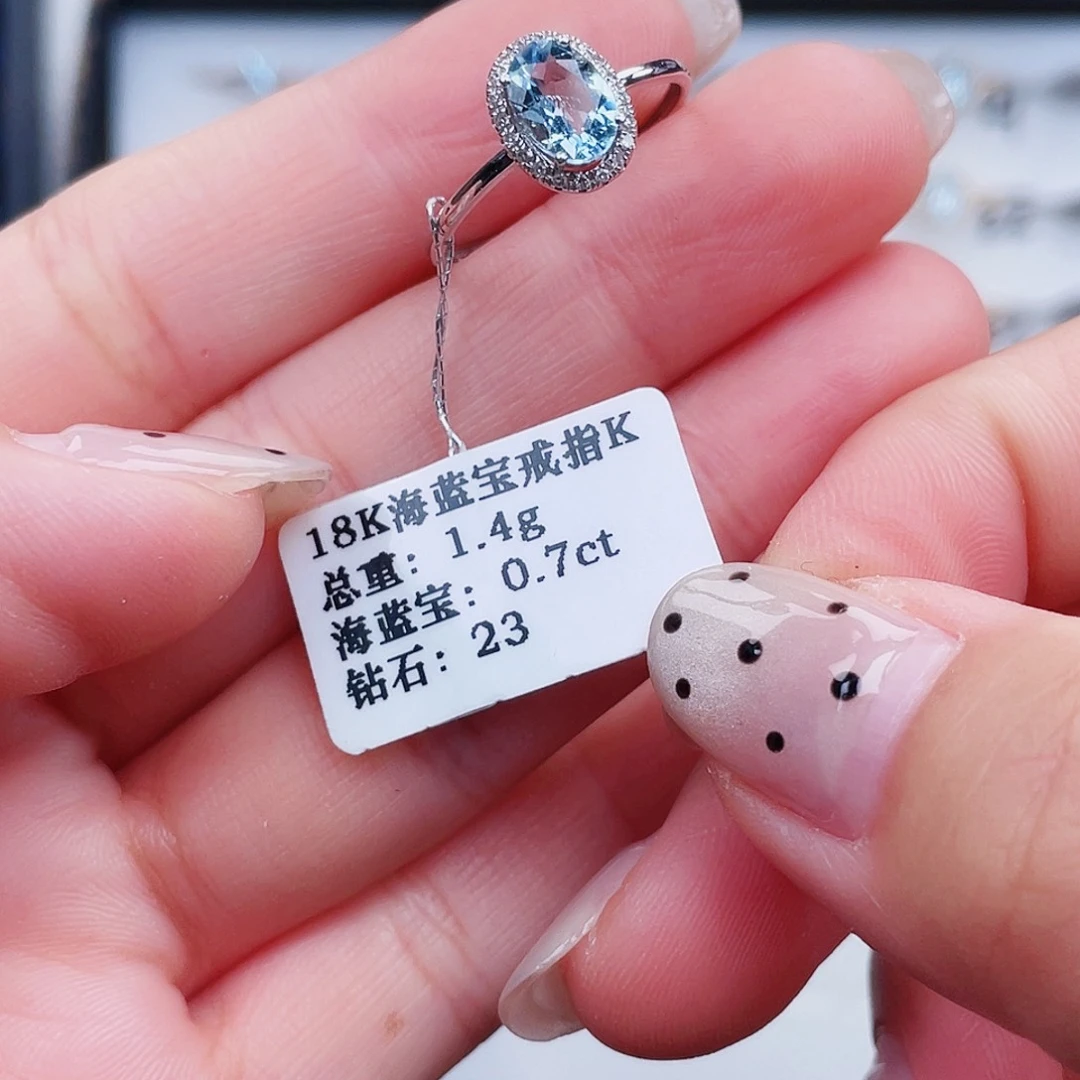 18K海蓝宝戒指K
总重: 1.4g
海蓝宝: 0.7ct
钻石: 23